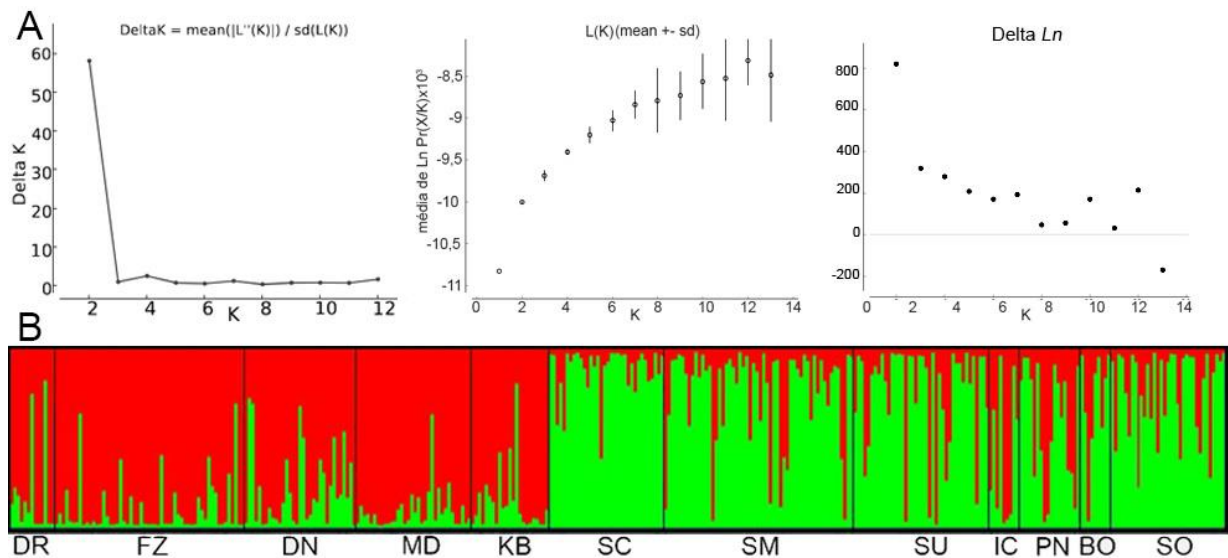 A
DeltaK = mean(|L''(K)|) / sd(L(K))
Delta K
60
50
40
30
20
10
0
2 4 6 8 10 12
K
L(K)(mean +- sd)
média de Ln Pr(X/K)x10³
-8,5
-9
-9,5
-10
-10,5
-11
0 2 4 6 8 10 12 14
K
Delta Ln
800
600
400
200
0
-200
0 2 4 6 8 10 12 14
B
DR FZ DN MD KB SC SM SU IC PN BO SO